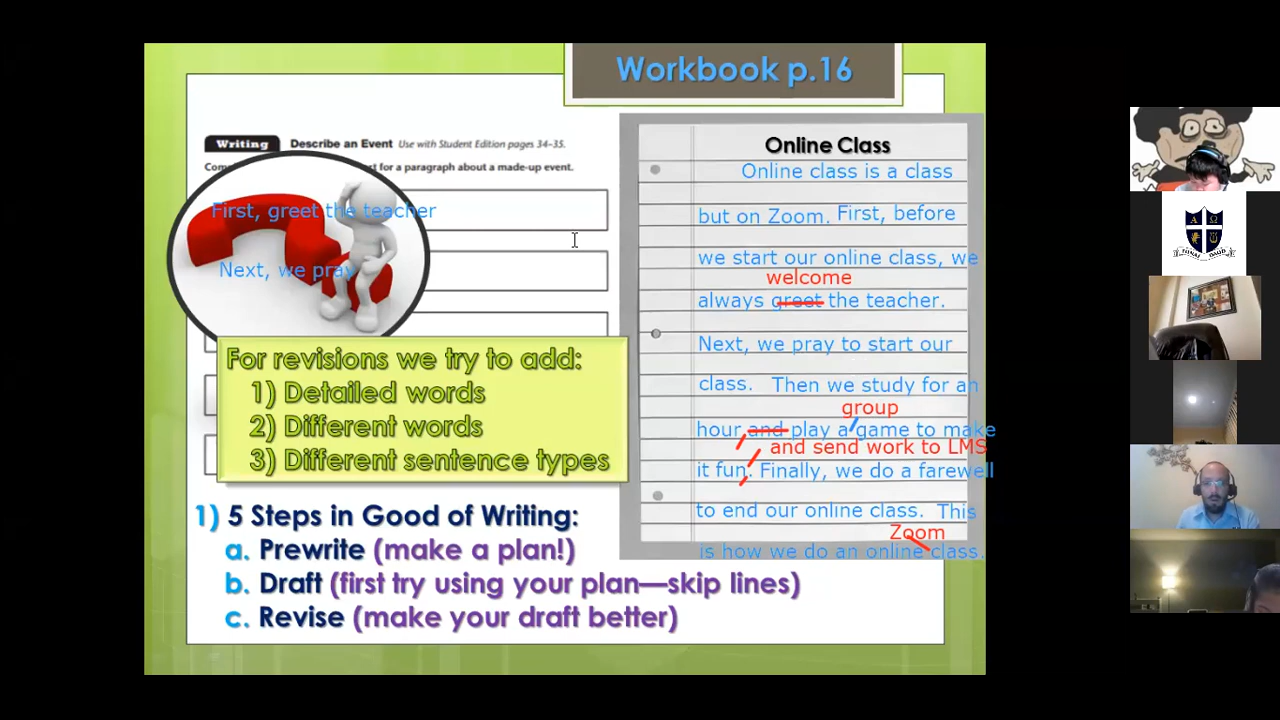 Workbook p.16
Writing Describe an Event Use with Student Edition pages 34–35.
for a paragraph about a made-up event.
First, greet the teacher
Next, we pray
For revisions we try to add:
1) Detailed words
2) Different words
3) Different sentence types
1) 5 Steps in Good of Writing:
a. Prewrite (make a plan!)
b. Draft (first try using your plan—skip lines)
c. Revise (make your draft better)
Online Class
Online class is a class
but on Zoom. First, before
we start our online class, we
welcome
always greet the teacher.
Next, we pray to start our
class. Then we study for an
group
hour and play a game to make
and send work to LMS
it fun. Finally, we do a farewell
to end our online class. This
Zoom
is how we do an online class.
Α Ω